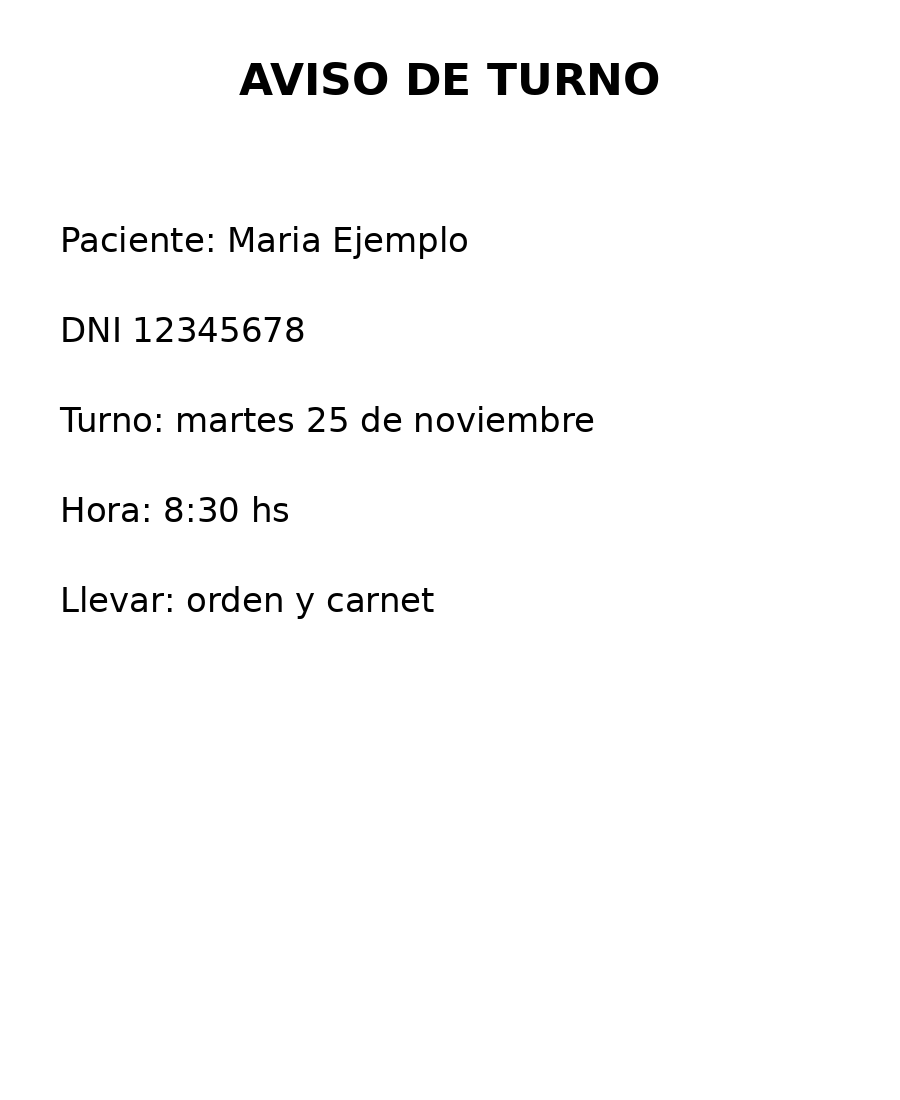 AVISO DE TURNO
Paciente: Maria Ejemplo
DNI 12345678
Turno: martes 25 de noviembre
Hora: 8:30 hs
Llevar: orden y carnet